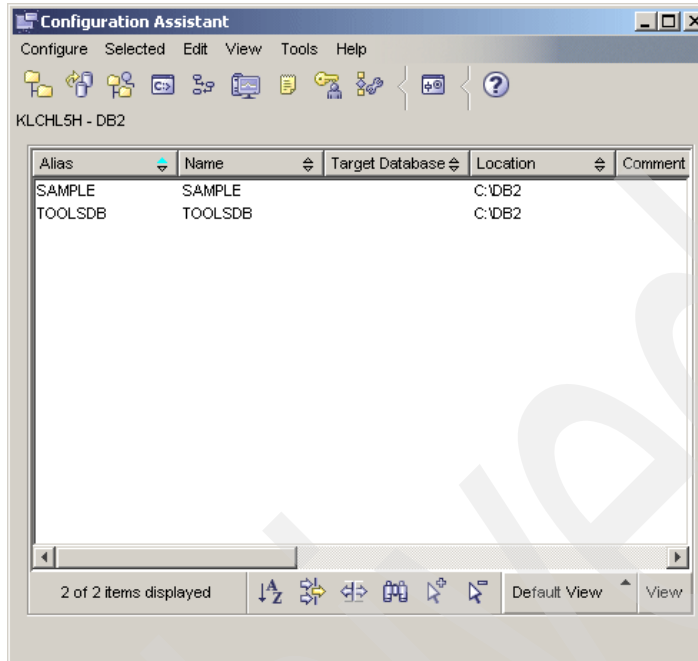 Configuration Assistant
Configure Selected Edit View Tools Help
KLCHL5H - DB2
Alias Name Target Database Location Comment
SAMPLE SAMPLE C:\DB2
TOOLSDB TOOLSDB C:\DB2
2 of 2 items displayed Default View View